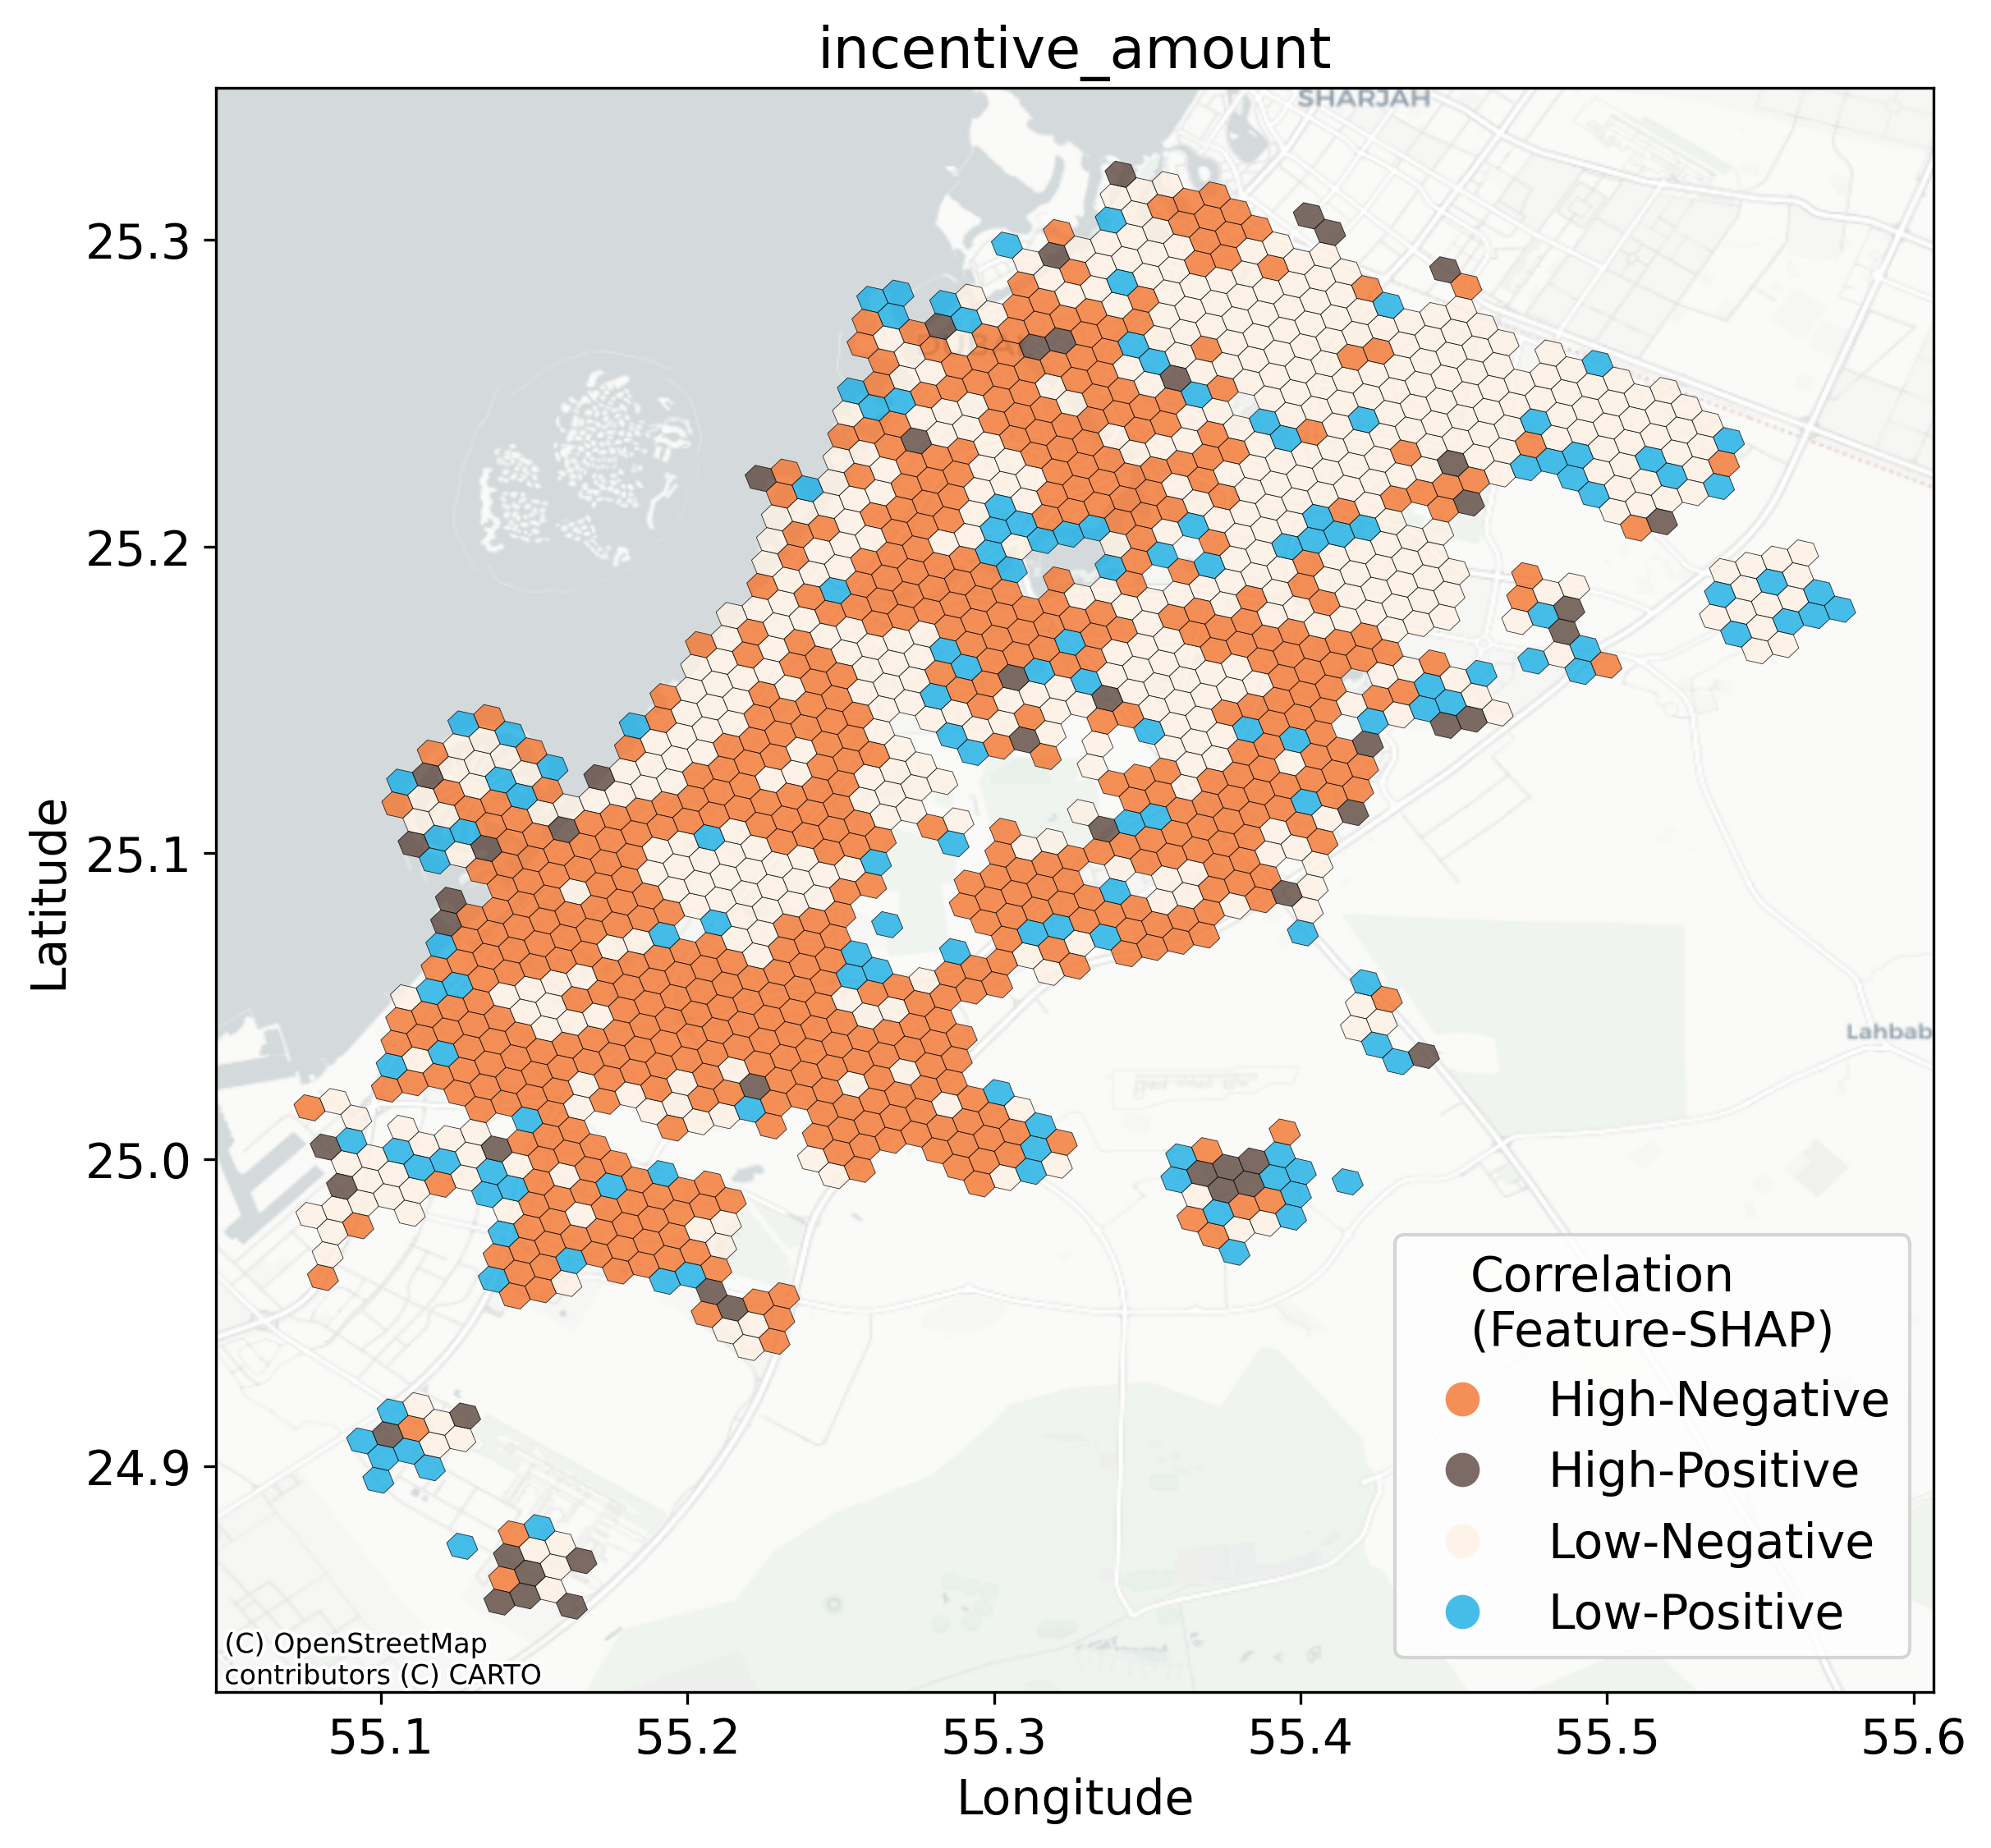 incentive_amount
SHARJAH
DUBAI
Lahbab
25.3
25.2
25.1
25.0
24.9
Latitude
Correlation
(Feature-SHAP)
High-Negative
High-Positive
Low-Negative
Low-Positive
(C) OpenStreetMap
contributors (C) CARTO
55.1
55.2
55.3
55.4
55.5
55.6
Longitude